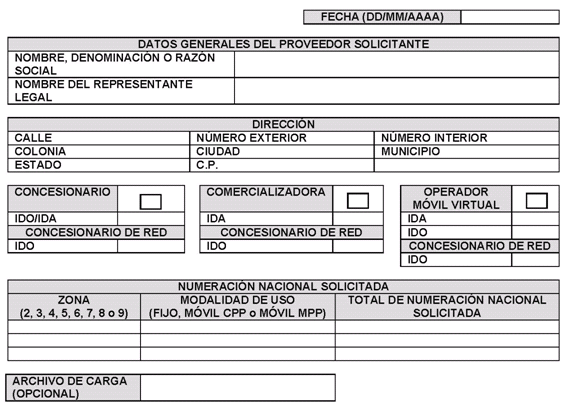 FECHA (DD/MM/AAAA)
DATOS GENERALES DEL PROVEEDOR SOLICITANTE
NOMBRE, DENOMINACIÓN O RAZÓN
SOCIAL
NOMBRE DEL REPRESENTANTE
LEGAL
DIRECCIÓN
CALLE NÚMERO EXTERIOR NÚMERO INTERIOR
COLONIA CIUDAD MUNICIPIO
ESTADO C.P.
CONCESIONARIO
IDO/IDA
CONCESIONARIO DE RED
IDO
COMERCIALIZADORA
IDA
CONCESIONARIO DE RED
IDO
OPERADOR
MÓVIL VIRTUAL
IDA
IDO
CONCESIONARIO DE RED
IDO
NUMERACIÓN NACIONAL SOLICITADA
ZONA
(2, 3, 4, 5, 6, 7, 8 o 9)
MODALIDAD DE USO
(FIJO, MÓVIL CPP o MÓVIL MPP)
TOTAL DE NUMERACIÓN NACIONAL
SOLICITADA
ARCHIVO DE CARGA
(OPCIONAL)